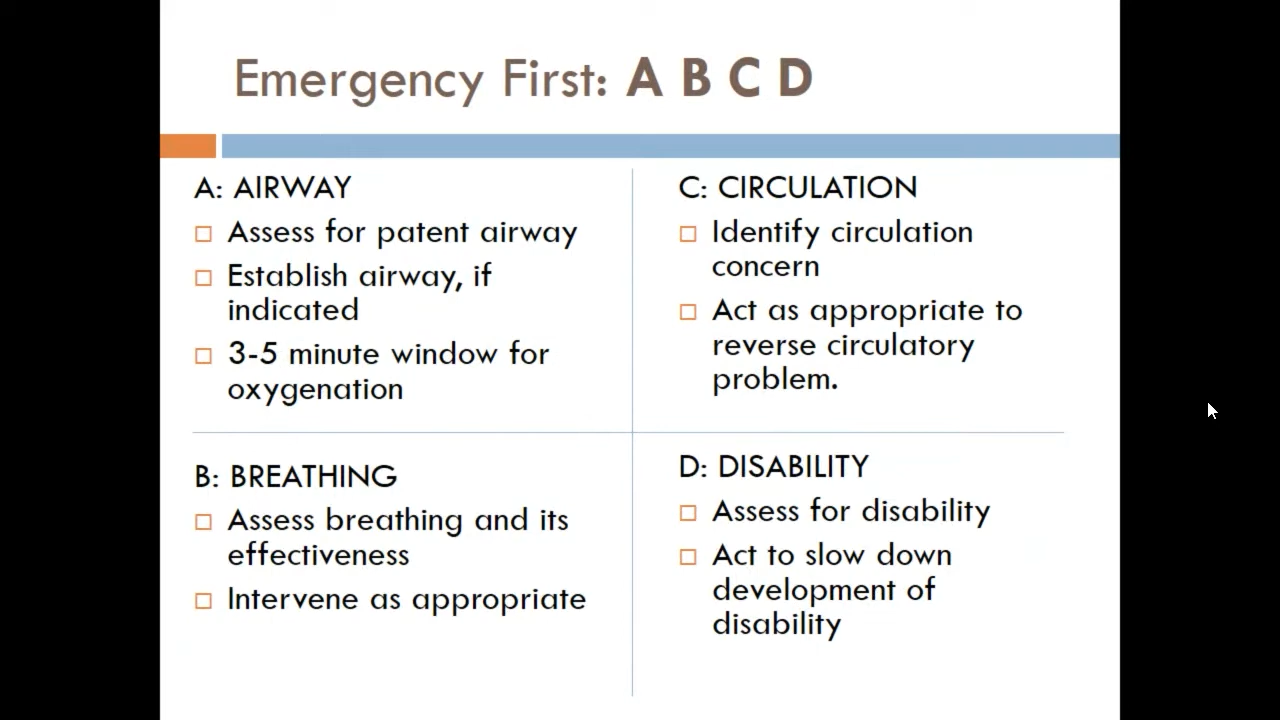 Emergency First: A B C D
A: AIRWAY
Assess for patent airway
Establish airway, if
indicated
3-5 minute window for
oxygenation
B: BREATHING
Assess breathing and its
effectiveness
Intervene as appropriate
C: CIRCULATION
Identify circulation
concern
Act as appropriate to
reverse circulatory
problem.
D: DISABILITY
Assess for disability
Act to slow down
development of
disability